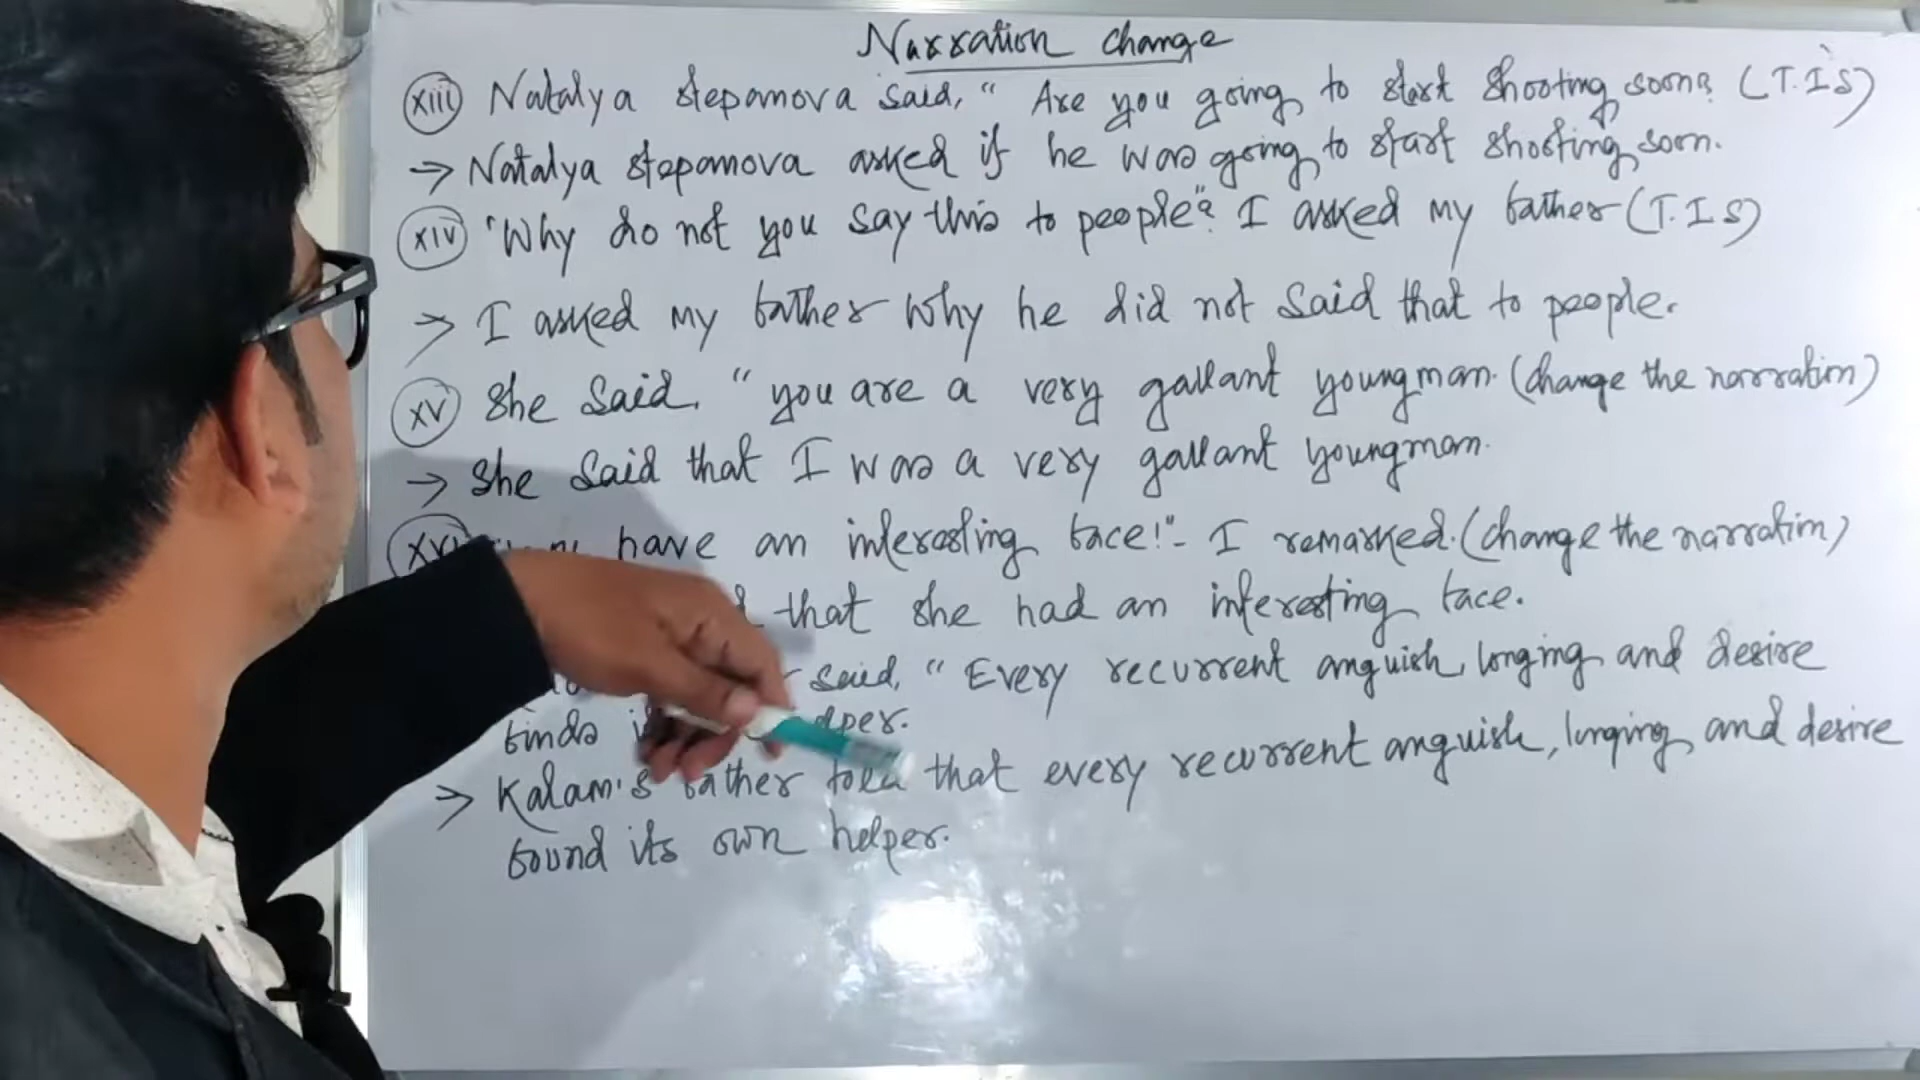 Narration change
(xiii) Natalya stepanova said, "Are you going to start shooting soon? (T.I.S)
→ Natalya stepanova asked if he was going to start shooting soon.
(xiv) "Why do not you say this to people"? I asked my father (T.I.S)
→ I asked my father why he did not said that to people.
(xv) She said, "you are a very gallant youngman. (change the narration)
→ She said that I was a very gallant youngman.
(xvi) have an interesting face!" - I remarked. (change the narration)
that she had an interesting face.
said, "Every recurrent anguish, longing and desire
finds
→ Kalam's father told that every recurrent anguish, longing, and desire
found its own helper.